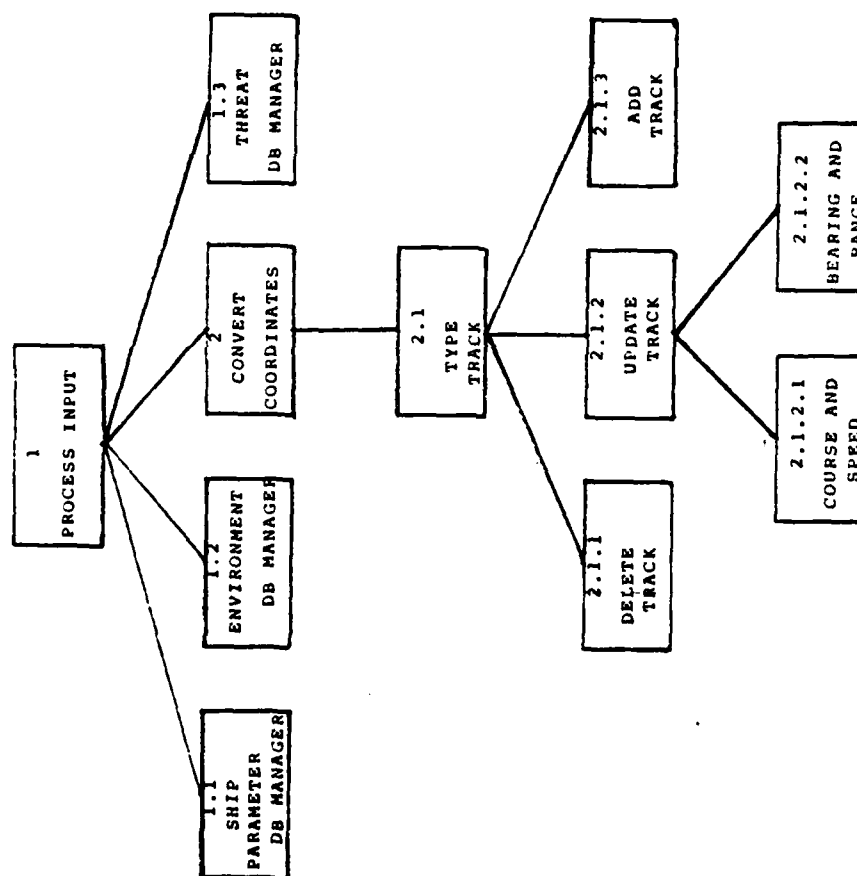 1
PROCESS INPUT
1.1
SHIP
PARAMETER
DB MANAGER
1.2
ENVIRONMENT
DB MANAGER
2
CONVERT
COORDINATES
1.3
THREAT
DB MANAGER
2.1
TYPE
TRACK
2.1.1
DELETE
TRACK
2.1.2
UPDATE
TRACK
2.1.3
ADD
TRACK
2.1.2.1
COURSE AND
SPEED
2.1.2.2
BEARING AND
RANGE